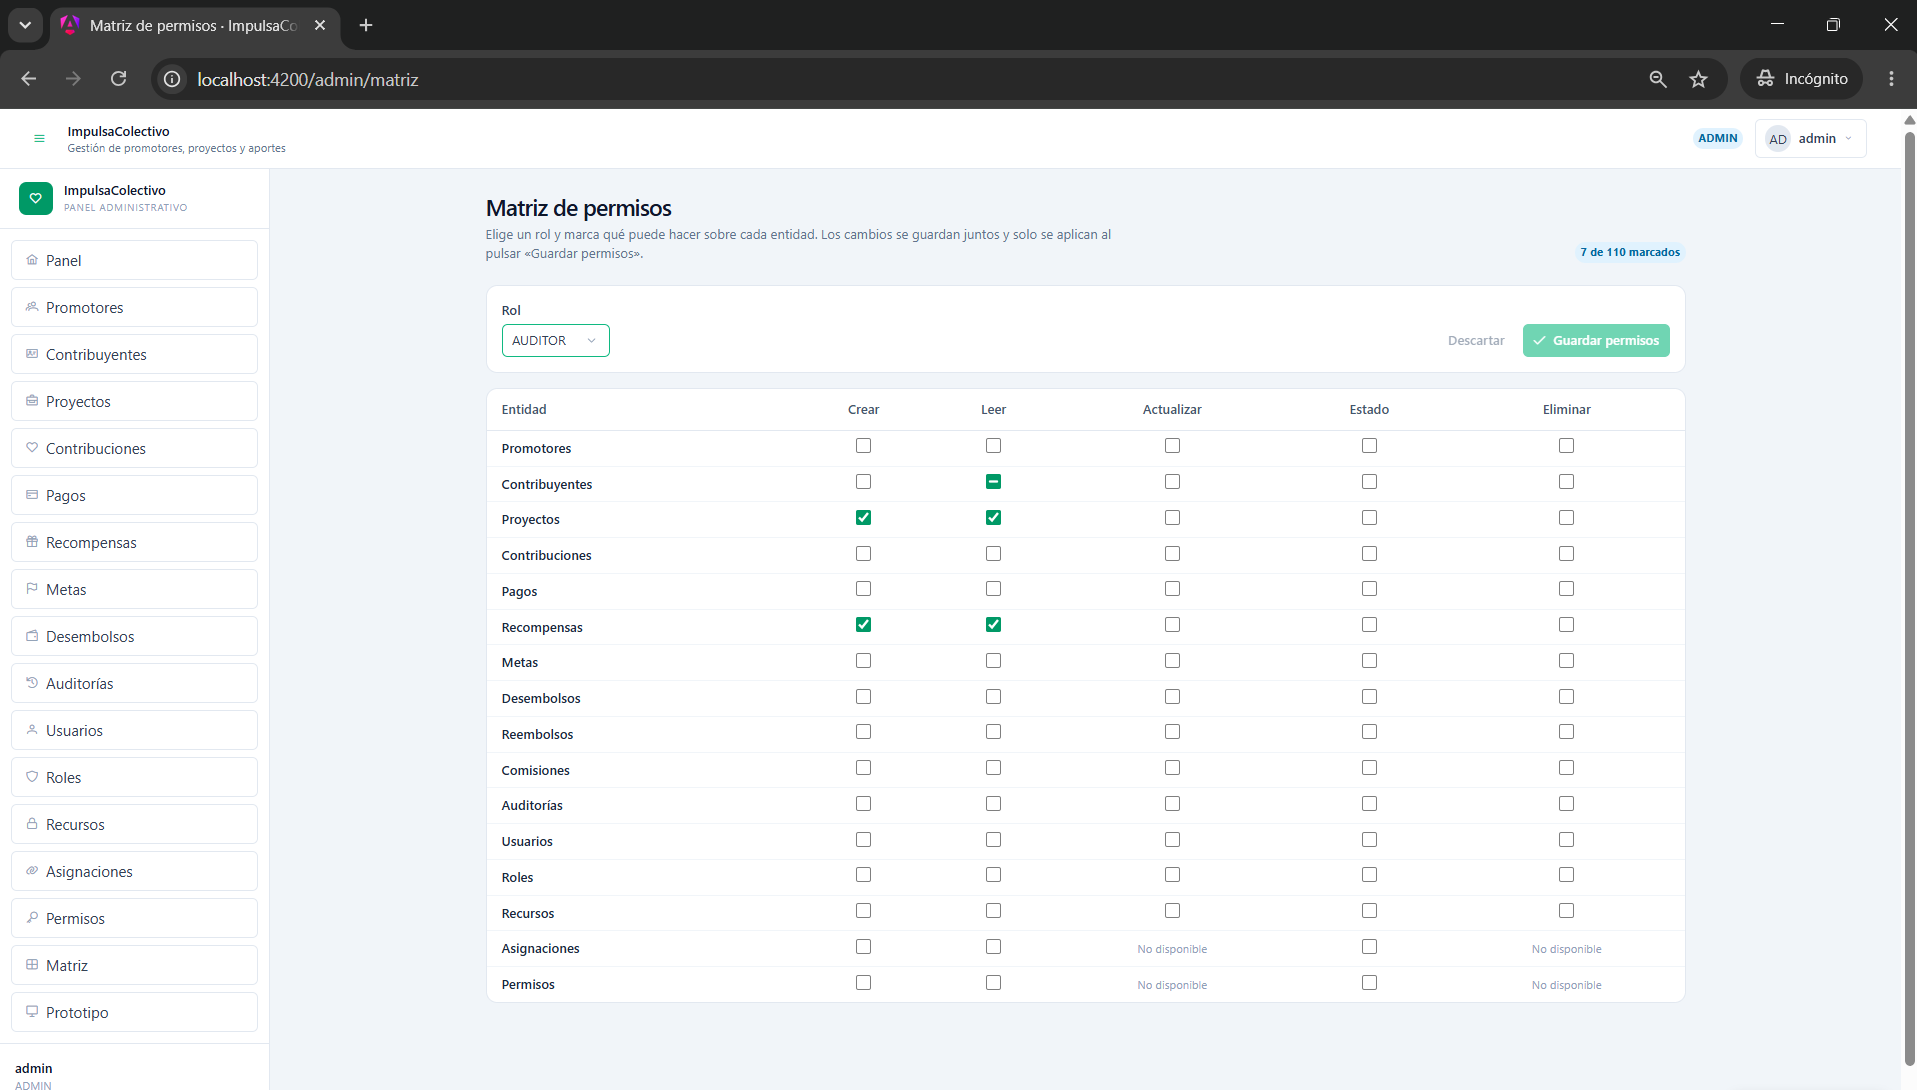 Matriz de permisos · ImpulsaCo
localhost:4200/admin/matriz
Incógnito
ImpulsaColectivo
Gestión de promotores, proyectos y aportes
ADMIN
AD
admin
ImpulsaColectivo
PANEL ADMINISTRATIVO
Panel
Promotores
Contribuyentes
Proyectos
Contribuciones
Pagos
Recompensas
Metas
Desembolsos
Auditorías
Usuarios
Roles
Recursos
Asignaciones
Permisos
Matriz
Prototipo
admin
ADMIN
Matriz de permisos
Elige un rol y marca qué puede hacer sobre cada entidad. Los cambios se guardan juntos y solo se aplican al
pulsar «Guardar permisos».
7 de 110 marcados
Rol
AUDITOR
Descartar
Guardar permisos
Entidad Crear Leer Actualizar Estado Eliminar
Promotores
Contribuyentes
Proyectos
Contribuciones
Pagos
Recompensas
Metas
Desembolsos
Reembolsos
Comisiones
Auditorías
Usuarios
Roles
Recursos
Asignaciones No disponible No disponible
Permisos No disponible No disponible